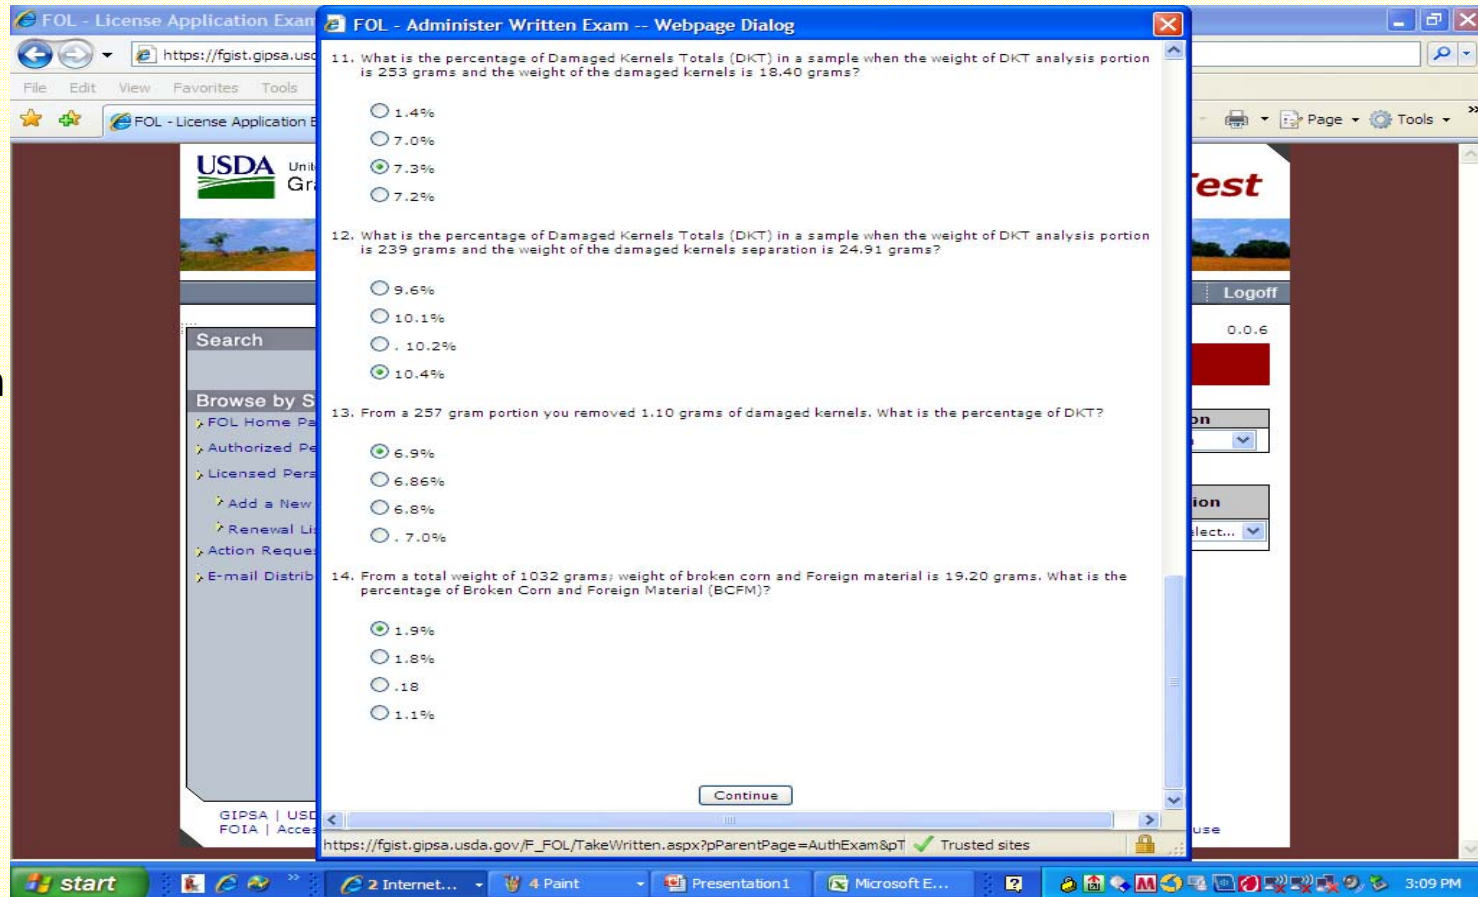 FOL - License Application Exam
FOL - Administer Written Exam -- Webpage Dialog
https://fgist.gipsa.usd
File Edit View Favorites Tools
FOL - License Application E
Page
Tools
USDA
est
Logoff
0.0.6
Search
Browse by S
FOL Home Pa
Authorized Pe
Licensed Pers
Add a New
Renewal Lis
Action Reques
E-mail Distrib
on
ion
elect...
11. What is the percentage of Damaged Kernels Totals (DKT) in a sample when the weight of DKT analysis portion
is 253 grams and the weight of the damaged kernels is 18.40 grams?
1.4%
7.0%
7.3%
7.2%
12. What is the percentage of Damaged Kernels Totals (DKT) in a sample when the weight of DKT analysis portion
is 239 grams and the weight of the damaged kernels separation is 24.91 grams?
9.6%
10.1%
. 10.2%
10.4%
13. From a 257 gram portion you removed 1.10 grams of damaged kernels. What is the percentage of DKT?
6.9%
6.86%
6.8%
. 7.0%
14. From a total weight of 1032 grams; weight of broken corn and Foreign material is 19.20 grams. What is the
percentage of Broken Corn and Foreign Material (BCFM)?
1.9%
1.8%
.18
1.1%
Continue
GIPSA | USD
FOIA | Acces
use
https://fgist.gipsa.usda.gov/F_FOL/TakeWritten.aspx?pParentPage=AuthExam&pT
Trusted sites
start
2 Internet...
4 Paint
Presentation1
Microsoft E...
3:09 PM